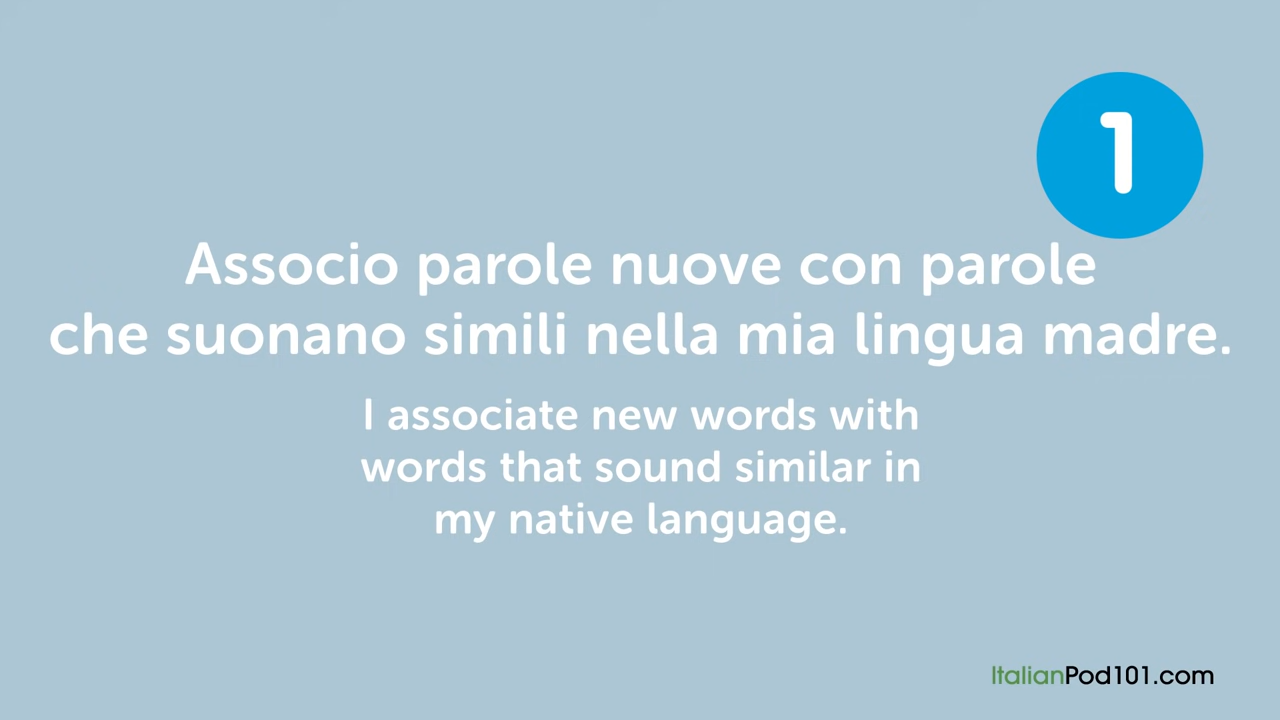 1
Associo parole nuove con parole
che suonano simili nella mia lingua madre.
I associate new words with
words that sound similar in
my native language.
ItalianPod101.com